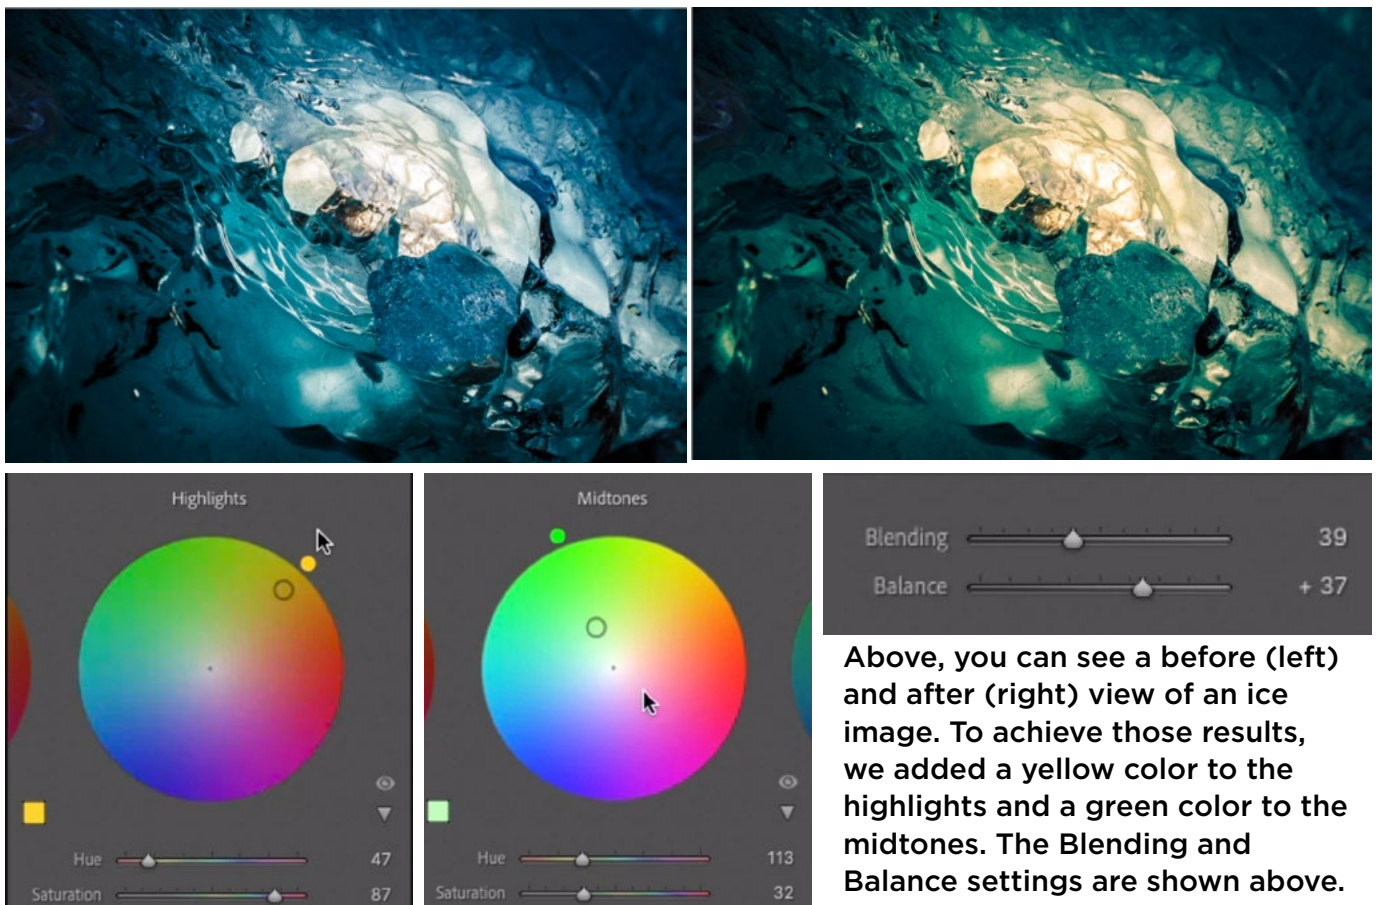 Highlights
Hue 47
Saturation 87
Midtones
Hue 113
Saturation 32
Blending 39
Balance + 37
Above, you can see a before (left)
and after (right) view of an ice
image. To achieve those results,
we added a yellow color to the
highlights and a green color to the
midtones. The Blending and
Balance settings are shown above.